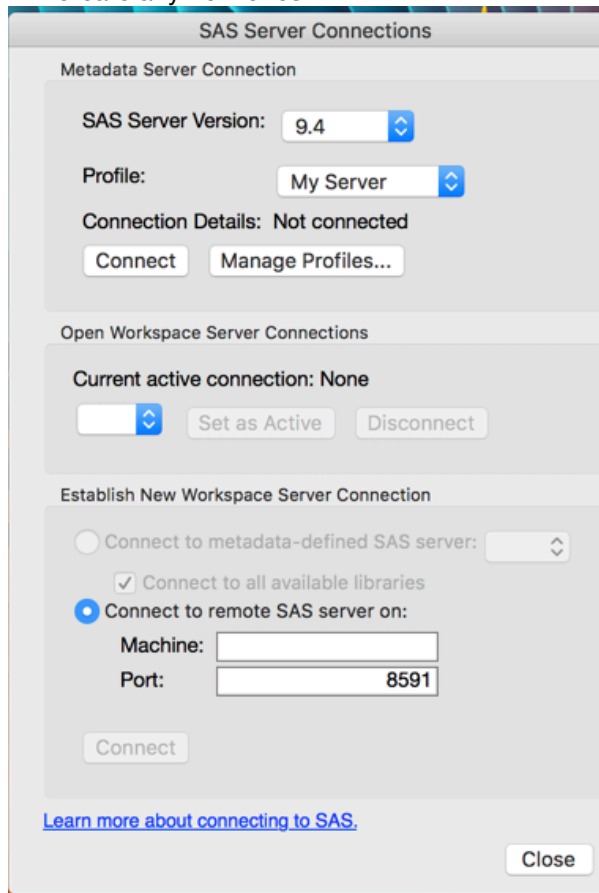 SAS Server Connections
Metadata Server Connection
SAS Server Version: 9.4
Profile: My Server
Connection Details: Not connected
Connect Manage Profiles...
Open Workspace Server Connections
Current active connection: None
Set as Active Disconnect
Establish New Workspace Server Connection
Connect to metadata-defined SAS server:
Connect to all available libraries
Connect to remote SAS server on:
Machine:
Port: 8591
Connect
Learn more about connecting to SAS.
Close